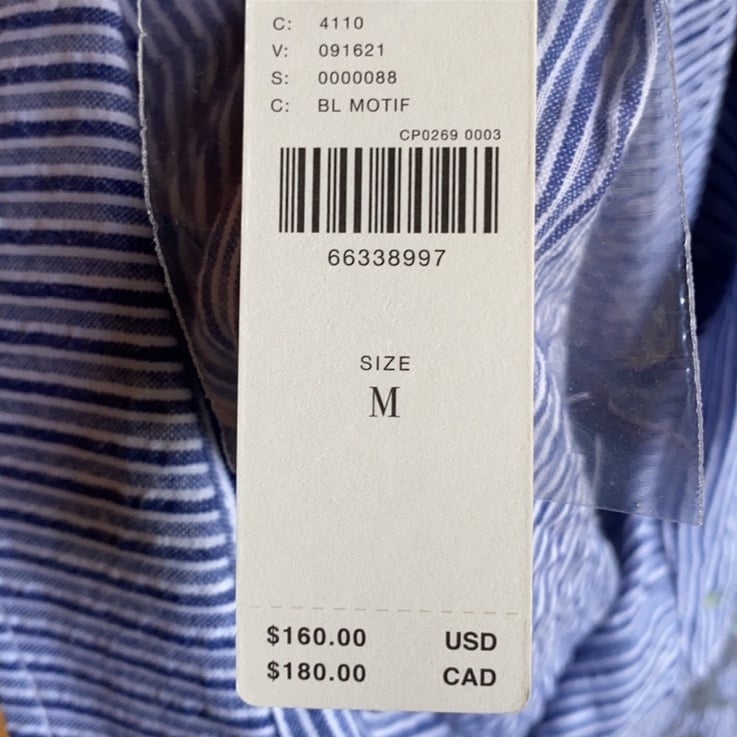 C: 4110
V: 091621
S: 0000088
C: BL MOTIF
CP0269 0003
66338997
SIZE
M
$160.00 USD
$180.00 CAD